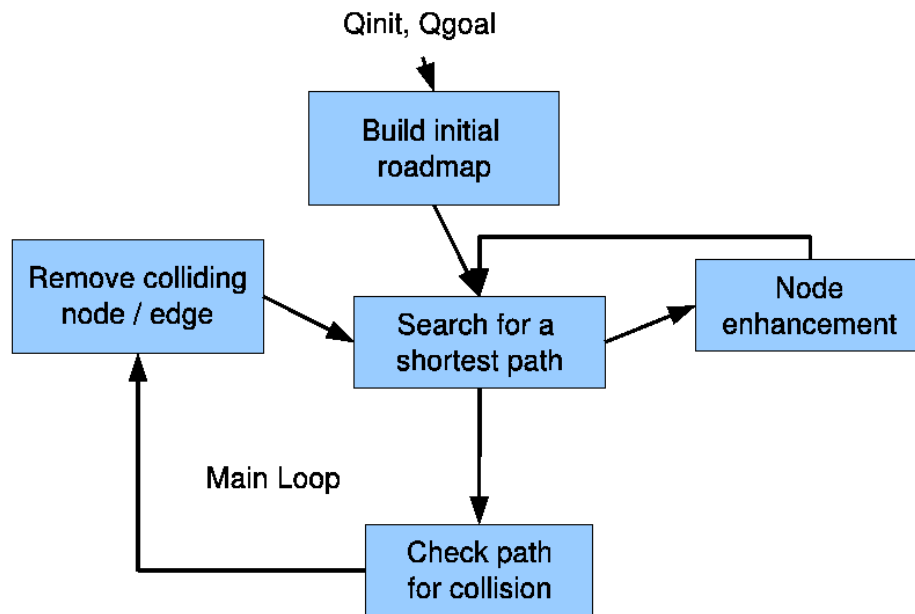 Qinit, Qgoal
Build initial
roadmap
Remove colliding
node / edge
Search for a
shortest path
Node
enhancement
Main Loop
Check path
for collision